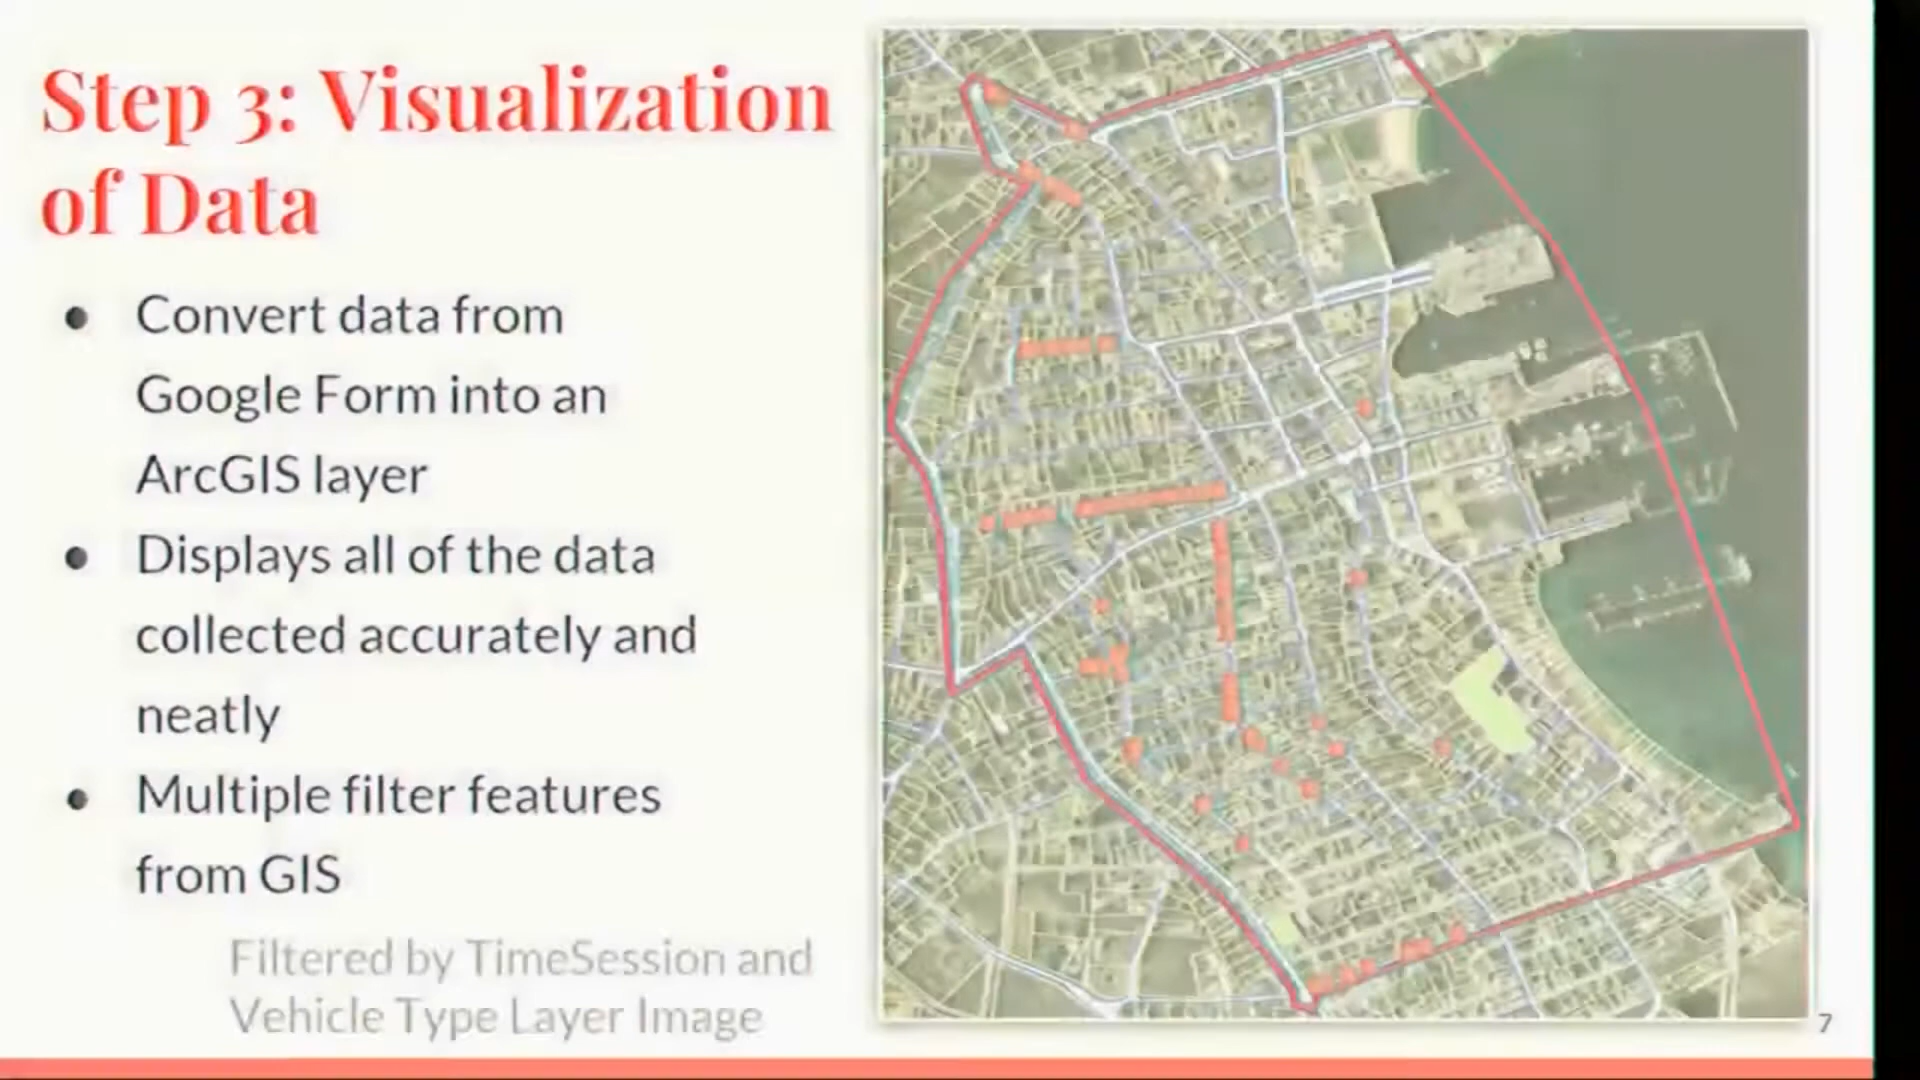 Step 3: Visualization
of Data
● Convert data from
Google Form into an
ArcGIS layer
● Displays all of the data
collected accurately and
neatly
● Multiple filter features
from GIS
Filtered by TimeSession and
Vehicle Type Layer Image
7